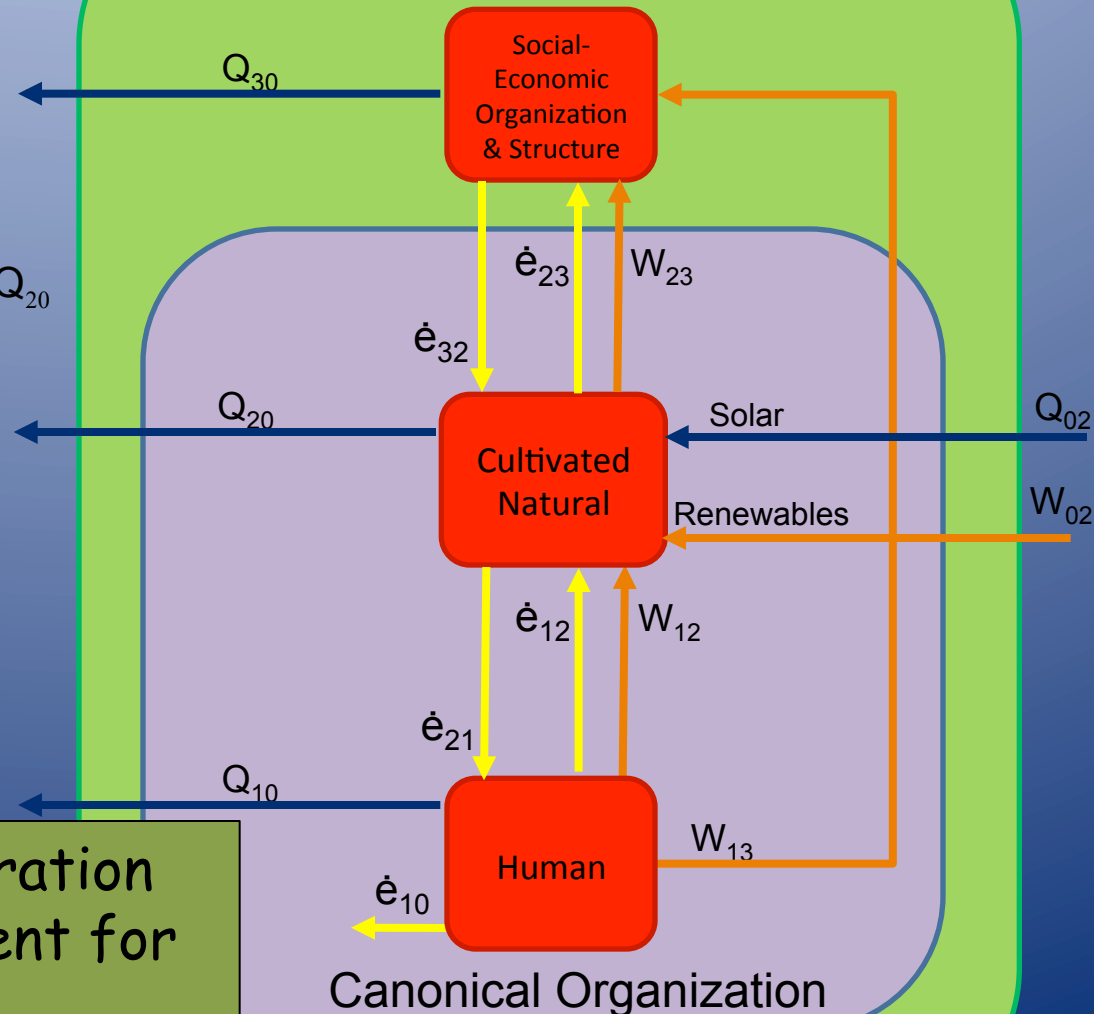 Social-
Economic
Organization
& Structure
Q₃₀
ė₂₃
W₂₃
Q₂₀
ė₃₂
Q₂₀
Solar
Q₀₂
Cultivated
Natural
Renewables
W₀₂
ė₁₂
W₁₂
ė₂₁
Q₁₀
W₁₃
Human
ė₁₀
ration
ent for
Canonical Organization